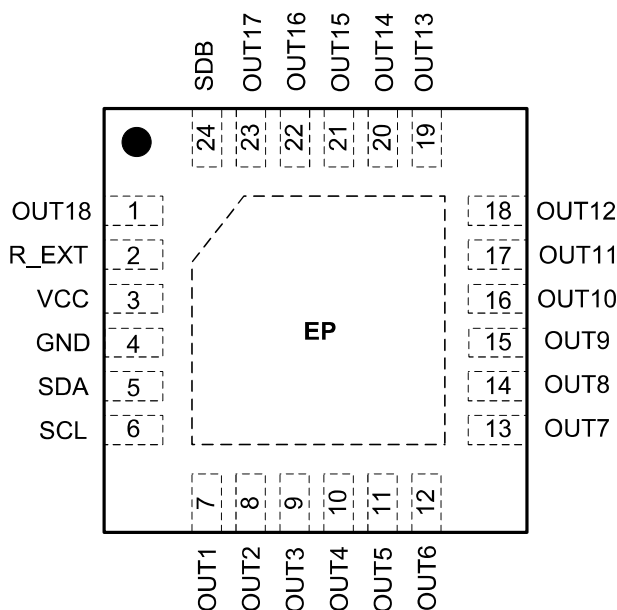 SDB OUT17 OUT16 OUT15 OUT14 OUT13
24 23 22 21 20 19
OUT18 1 18 OUT12
R_EXT 2 17 OUT11
VCC 3 16 OUT10
EP
GND 4 15 OUT9
SDA 5 14 OUT8
SCL 6 13 OUT7
7 8 9 10 11 12
OUT1 OUT2 OUT3 OUT4 OUT5 OUT6